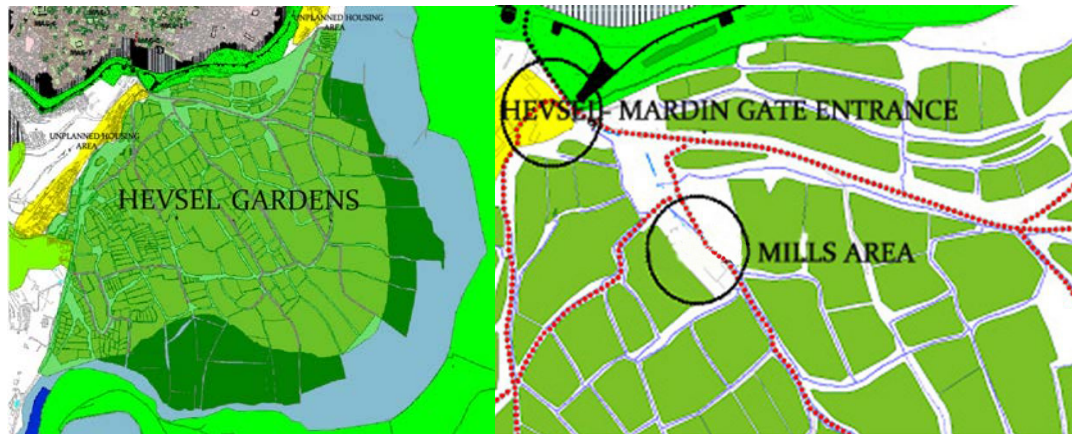 UNPLANNED HOUSING
AREA
UNPLANNED HOUSING
AREA
HEVSEL GARDENS
HEVSEL- MARDIN GATE ENTRANCE
MILLS AREA